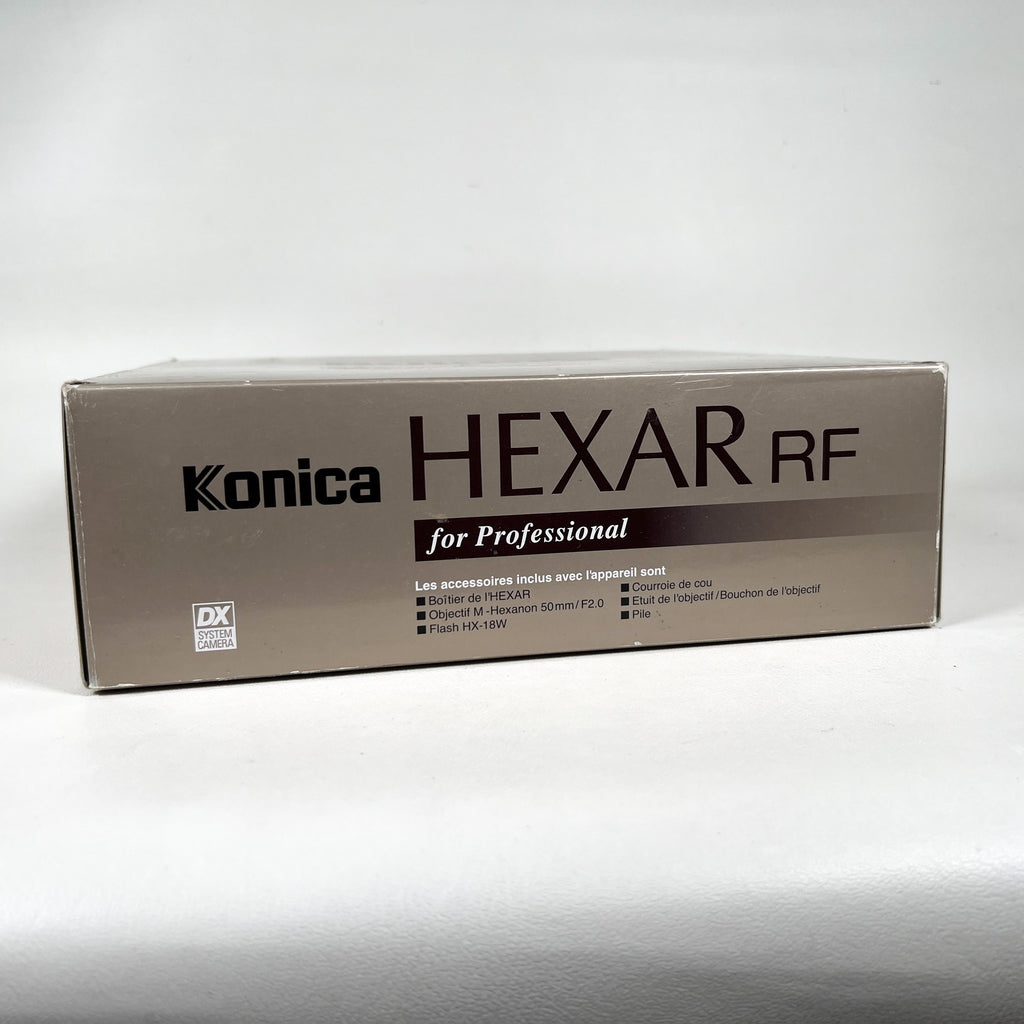 Konica HEXAR RF
for Professional
Les accessoires inclus avec l'appareil sont
■ Boîtier de l'HEXAR
■ Objectif M-Hexanon 50mm/F2.0
■ Flash HX-18W
■ Courroie de cou
■ Etui de l'objectif/Bouchon de l'objectif
■ Pile
DX
SYSTEM
CAMERA